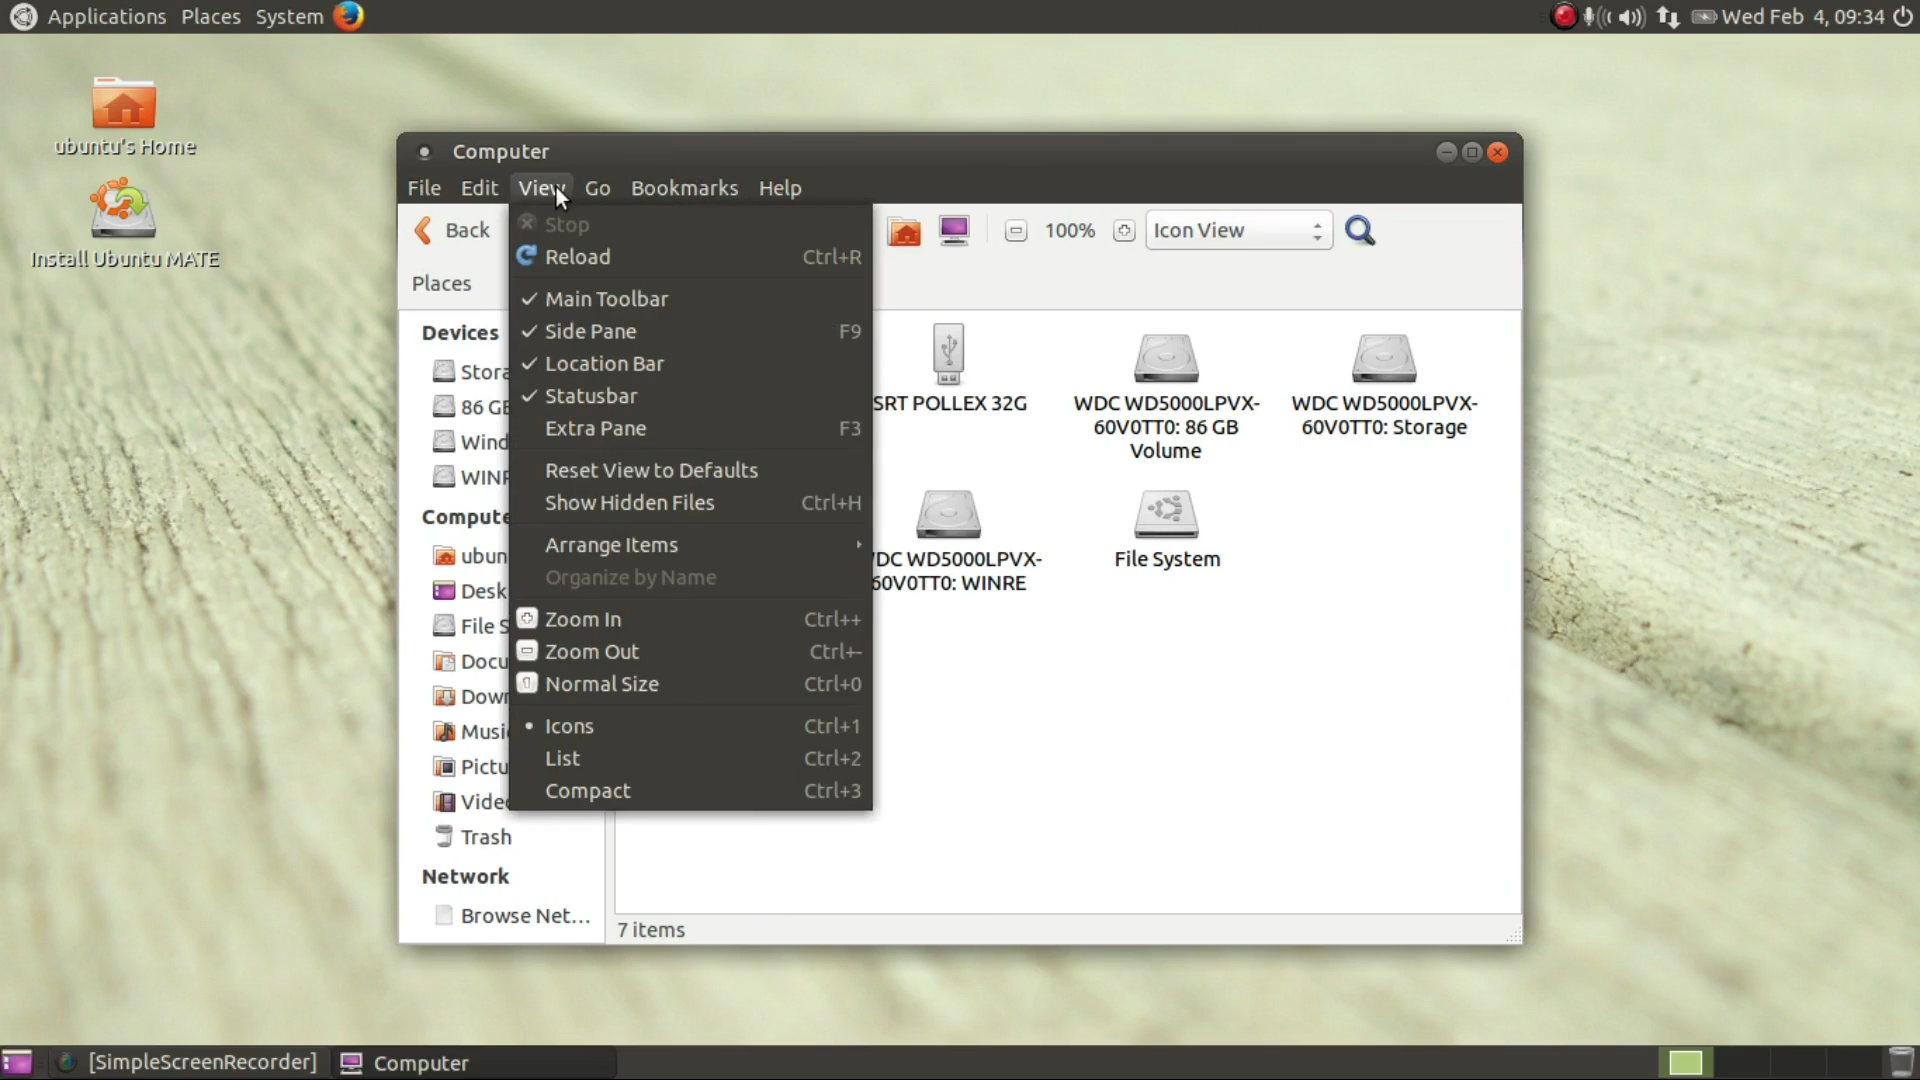 Applications Places System
Wed Feb 4, 09:34
ubuntu's Home
Install Ubuntu MATE
Computer
File Edit View Go Bookmarks Help
Back
100%
Icon View
Places
Stop
Reload Ctrl+R
Main Toolbar
Side Pane F9
Location Bar
Statusbar
Extra Pane F3
Reset View to Defaults
Show Hidden Files Ctrl+H
Arrange Items
Organize by Name
Zoom In Ctrl++
Zoom Out Ctrl+-
Normal Size Ctrl+0
Icons Ctrl+1
List Ctrl+2
Compact Ctrl+3
Devices
Stora
86 GE
Wind
WINR
Compute
ubun
Desk
File S
Docu
Down
Musi
Pictu
Vide
Trash
Network
Browse Net...
SRT POLLEX 32G
WDC WD5000LPVX-
60V0TT0: 86 GB
Volume
WDC WD5000LPVX-
60V0TT0: Storage
WDC WD5000LPVX-
60V0TT0: WINRE
File System
7 items
[SimpleScreenRecorder]
Computer